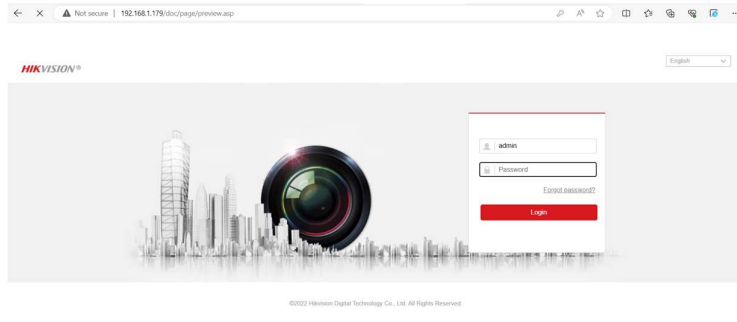 Not secure | 192.168.1.179/doc/page/preview.asp
English
HIKVISION®
admin
Password
Forgot password?
Login
©2022 Hikvision Digital Technology Co., Ltd. All Rights Reserved.